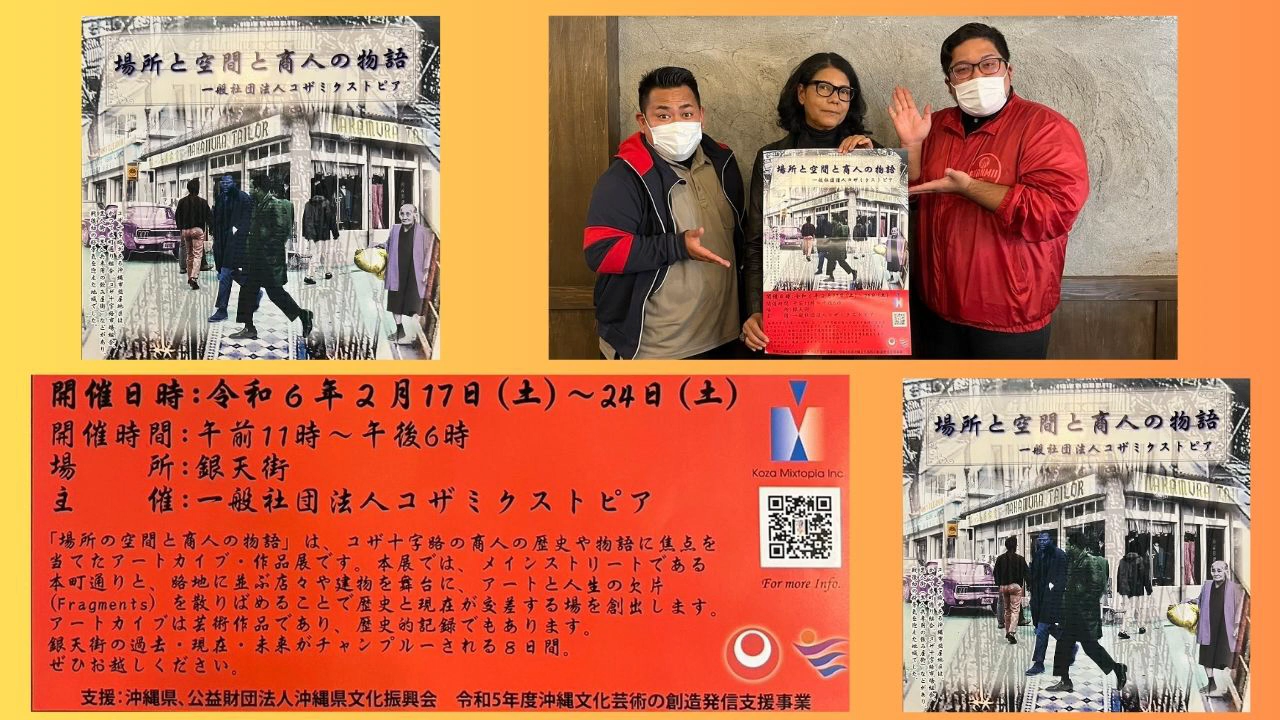 場所と空間と商人の物語
一般社団法人コザミクストピア
NAKAMURA TAILOR
NAKAMURA TA
場所と空間と商人の物語
一般社団法人コザミクストピア
開催日時:令和6年2月17日(土)～24日(土)
開催時間:午前11時～午後6時
場　　所:銀天街
主　　催:一般社団法人コザミクストピア
「場所の空間と商人の物語」は、コザ十字路の商人の歴史や物語に焦点を
当てたアートカイブ・作品展です。本展では、メインストリートである
本町通りと、路地に並ぶ店々や建物を舞台に、アートと人生の欠片
(Fragments) を散りばめることで歴史と現在が交差する場を創出します。
アートカイブは芸術作品であり、歴史的記録でもあります。
銀天街の過去・現在・未来がチャンプルーされる８日間。
ぜひお越しください。
Koza Mixtopia Inc
For more Info.
支援:沖縄県、公益財団法人沖縄県文化振興会　令和5年度沖縄文化芸術の創造発信支援事業
場所と空間と商人の物語
一般社団法人コザミクストピア
NAKAMURA TAILOR
NAKAMURA TA